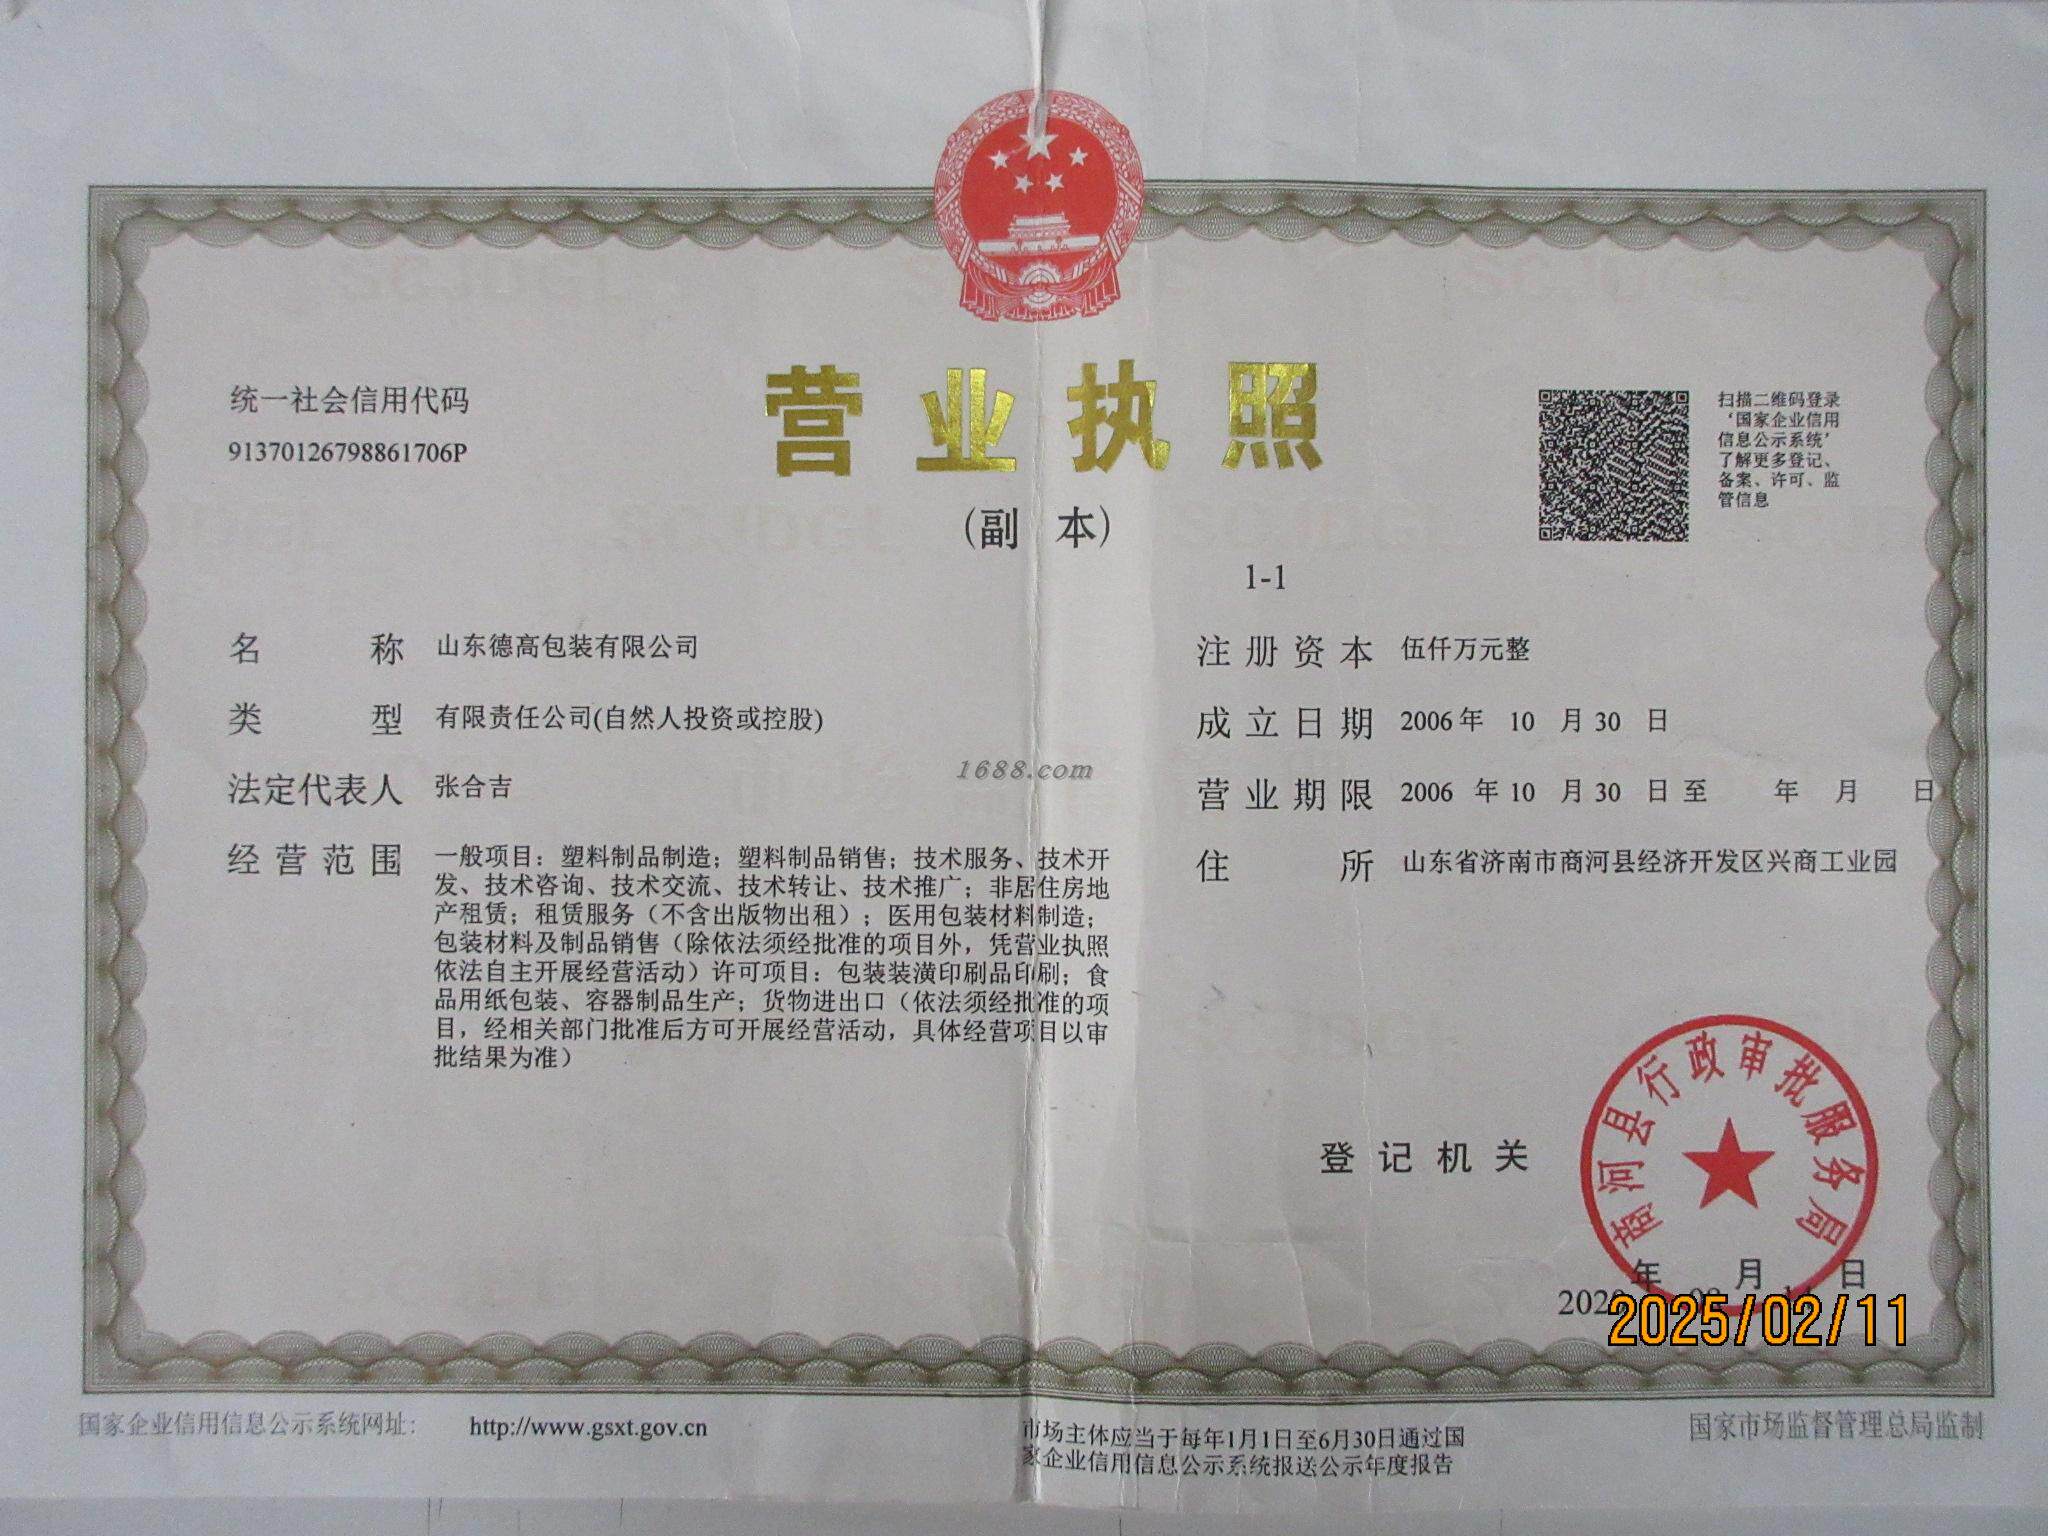 统一社会信用代码
91370126798861706P
营业执照
(副 本)
1-1
扫描二维码登录
‘国家企业信用
信息公示系统’
了解更多登记、
备案、许可、监
管信息
名 称 山东德高包装有限公司
类 型 有限责任公司(自然人投资或控股)
法定代表人 张合吉
经营范围 一般项目：塑料制品制造；塑料制品销售；技术服务、技术开
发、技术咨询、技术交流、技术转让、技术推广；非居住房地
产租赁；租赁服务（不含出版物出租）；医用包装材料制造；
包装材料及制品销售（除依法须经批准的项目外，凭营业执照
依法自主开展经营活动）许可项目：包装装潢印刷品印刷；食
品用纸包装、容器制品生产；货物进出口（依法须经批准的项
目，经相关部门批准后方可开展经营活动，具体经营项目以审
批结果为准）
1688.com
注册资本 伍仟万元整
成立日期 2006年 10 月30 日
营业期限 2006 年10 月30 日至 年 月 日
住 所 山东省济南市商河县经济开发区兴商工业园
登记机关
商河县行政审批服务局
年 月 日
2020
2025/02/11
国家企业信用信息公示系统网址: http://www.gsxt.gov.cn
市场主体应当于每年1月1日至6月30日通过国
家企业信用信息公示系统报送公示年度报告
国家市场监督管理总局监制